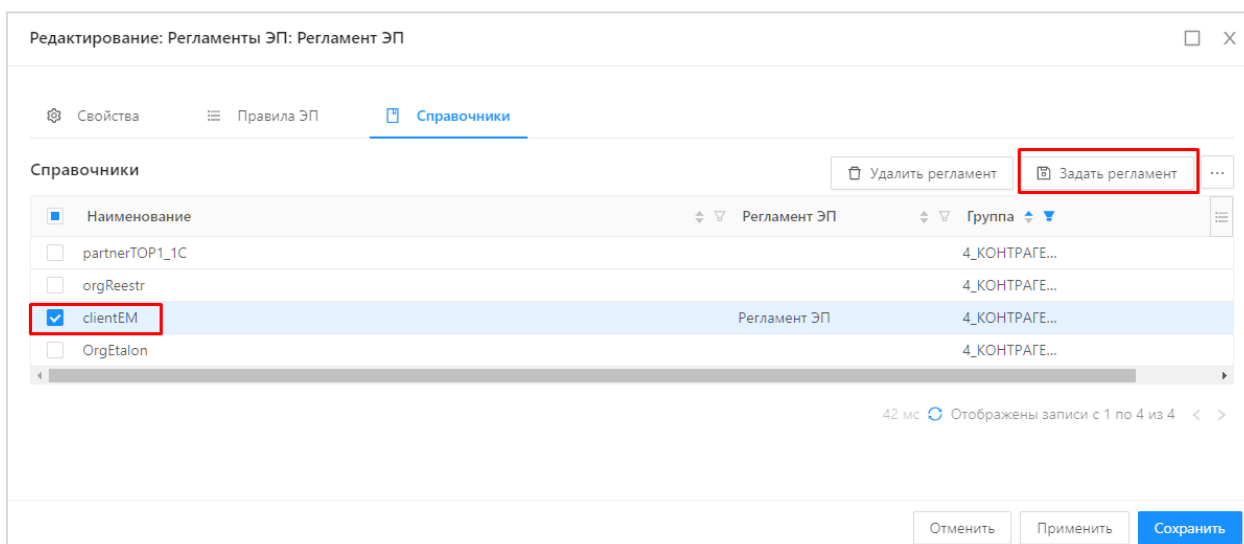 Редактирование: Регламенты ЭП: Регламент ЭП
Свойства Правила ЭП Справочники
Справочники Удалить регламент Задать регламент ...
Наименование Регламент ЭП Группа
partnerTOP1_1C 4_КОНТРАГЕ...
orgReestr 4_КОНТРАГЕ...
clientEM Регламент ЭП 4_КОНТРАГЕ...
OrgEtalon 4_КОНТРАГЕ...
42 мс Отображены записи с 1 по 4 из 4 < >
Отменить Применить Сохранить